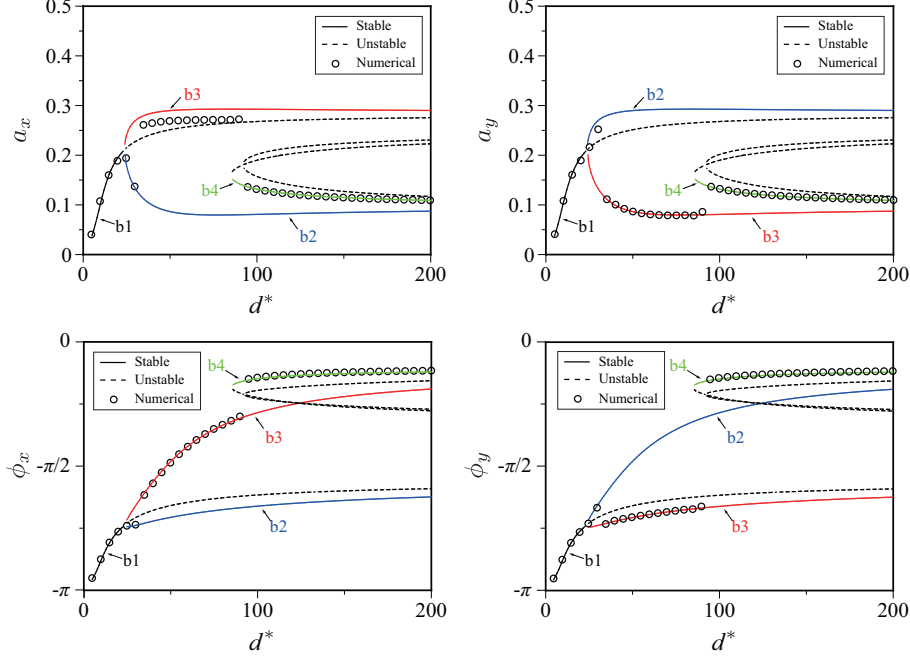 0.5
0.4
0.3
0.2
0.1
0
a_x
Stable
Unstable
Numerical
b3
b4
b1
b2
0
100
200
d*
0.5
0.4
0.3
0.2
0.1
0
a_y
Stable
Unstable
Numerical
b2
b4
b1
b3
0
100
200
d*
0
-π/2
-π
ϕ_x
Stable
Unstable
Numerical
b4
b3
b2
b1
0
100
200
d*
0
-π/2
-π
ϕ_y
Stable
Unstable
Numerical
b4
b2
b3
b1
0
100
200
d*